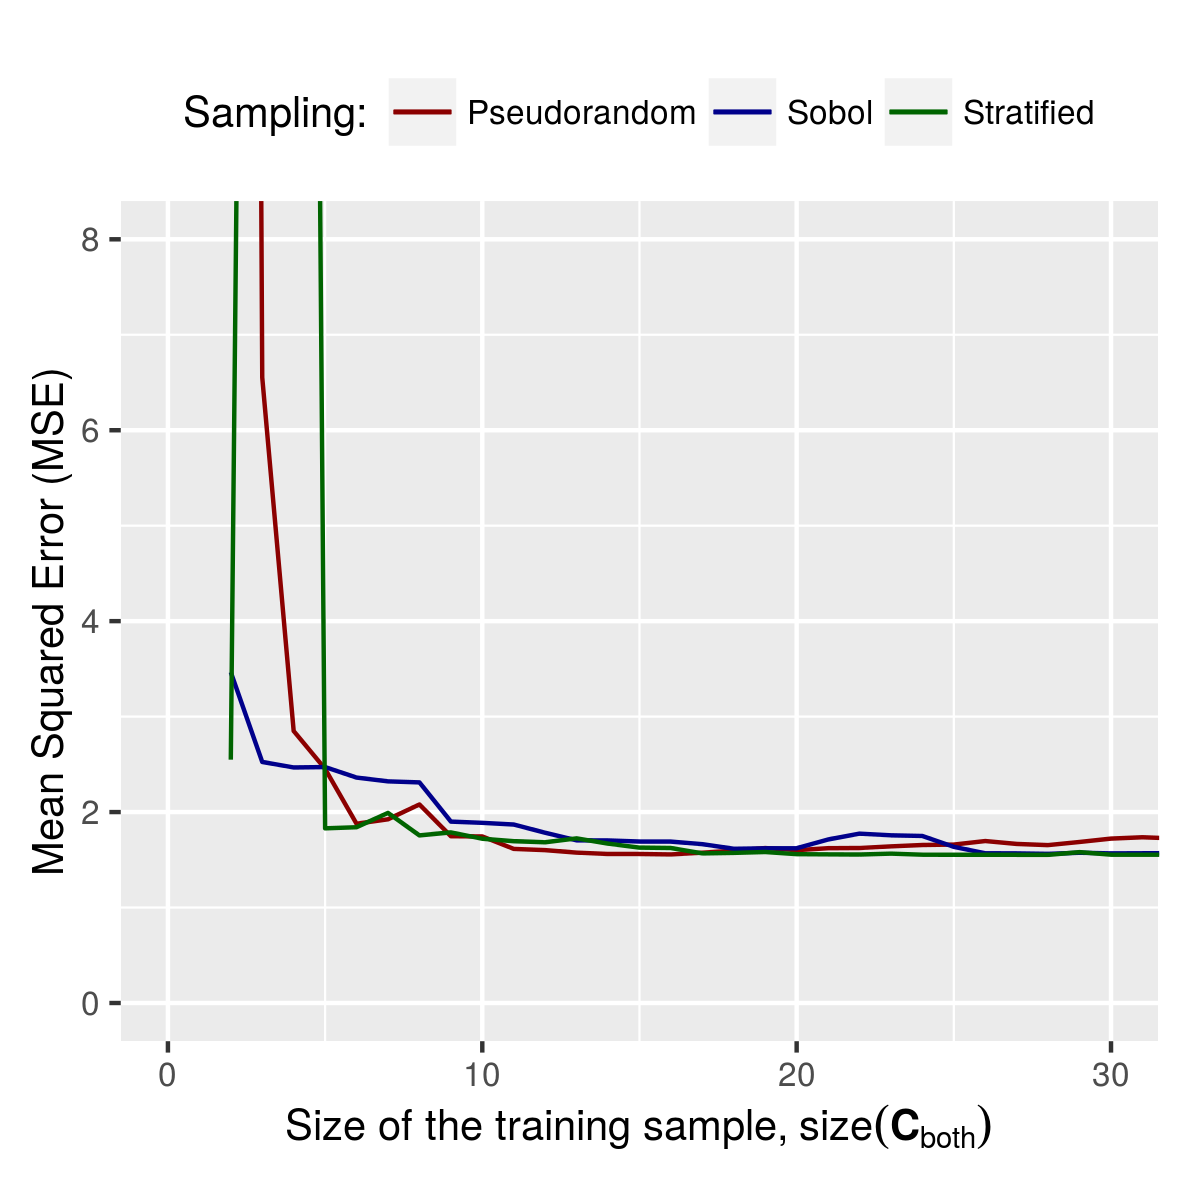 Sampling: Pseudorandom Sobol Stratified
8
6
4
2
0
Mean Squared Error (MSE)
0 10 20 30
Size of the training sample, size(C_both)